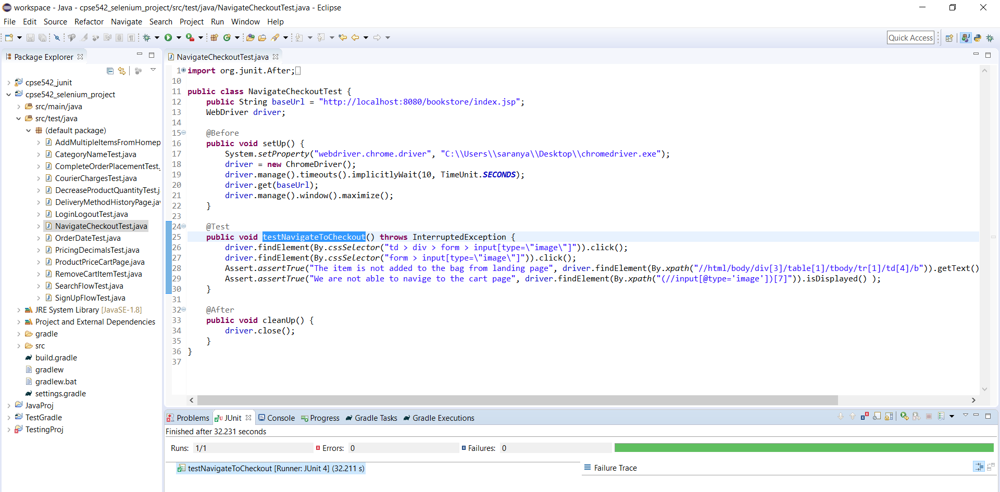 workspace - Java - cpse542_selenium_project/src/test/java/NavigateCheckoutTest.java - Eclipse
File Edit Source Refactor Navigate Search Project Run Window Help
Quick Access
Package Explorer
cpse542_junit
cpse542_selenium_project
src/main/java
src/test/java
(default package)
AddMultipleItemsFromHomep
CategoryNameTest.java
CompleteOrderPlacementTest.
CourierChargesTest.java
DecreaseProductQuantityTest.j
DeliveryMethodHistoryPage.jav
LoginLogoutTest.java
NavigateCheckoutTest.java
OrderDateTest.java
PricingDecimalsTest.java
ProductPriceCartPage.java
RemoveCartItemTest.java
SearchFlowTest.java
SignUpFlowTest.java
JRE System Library [JavaSE-1.8]
Project and External Dependencies
gradle
src
build.gradle
gradlew
gradlew.bat
settings.gradle
JavaProj
TestGradle
TestingProj
NavigateCheckoutTest.java
1 import org.junit.After;
10
11 public class NavigateCheckoutTest {
12 public String baseUrl = "http://localhost:8080/bookstore/index.jsp";
13 WebDriver driver;
14
15 @Before
16 public void setUp() {
17 System.setProperty("webdriver.chrome.driver", "C:\\Users\\saranya\\Desktop\\chromedriver.exe");
18 driver = new ChromeDriver();
19 driver.manage().timeouts().implicitlyWait(10, TimeUnit.SECONDS);
20 driver.get(baseUrl);
21 driver.manage().window().maximize();
22 }
23
24 @Test
25 public void testNavigateToCheckout() throws InterruptedException {
26 driver.findElement(By.cssSelector("td > div > form > input[type=\"image\"]")).click();
27 driver.findElement(By.cssSelector("form > input[type=\"image\"]")).click();
28 Assert.assertTrue("The item is not added to the bag from landing page", driver.findElement(By.xpath("//html/body/div[3]/table[1]/tbody/tr[1]/td[4]/b")).getText()
29 Assert.assertTrue("We are not able to navige to the cart page", driver.findElement(By.xpath("(//input[@type='image'])[7]")).isDisplayed() );
30 }
31
32 @After
33 public void cleanUp() {
34 driver.close();
35 }
36 }
37
Problems JUnit Console Progress Gradle Tasks Gradle Executions
Finished after 32.231 seconds
Runs: 1/1 Errors: 0 Failures: 0
testNavigateToCheckout [Runner: JUnit 4] (32.211 s)
Failure Trace